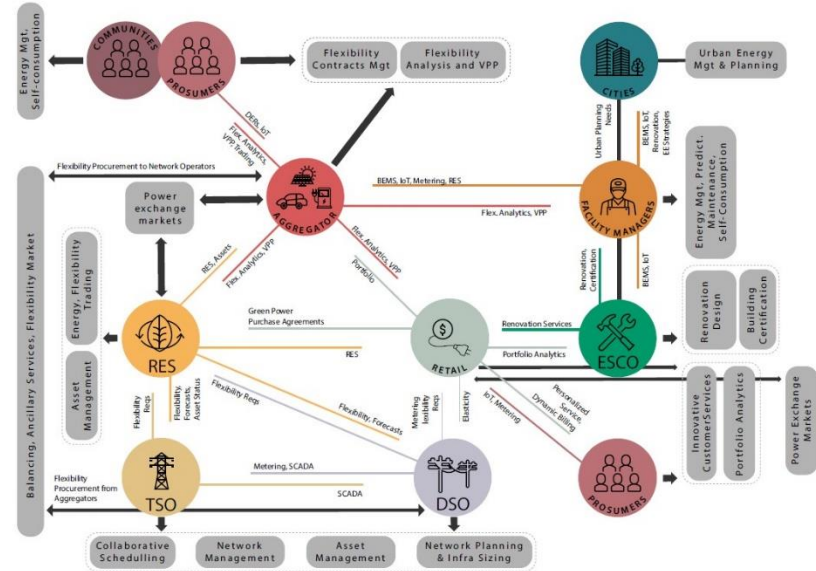 Energy Mgt,
Self-consumption
COMMUNITIES
PROSUMERS
Flexibility
Contracts Mgt
Flexibility
Analysis and VPP
CITIES
Urban Energy
Mgt & Planning
DERs, IoT
Flex. Analytics,
VPP, Trading
Urban Planning
Needs
BEMS, IoT,
Renovation,
EE Strategies
Flexibility Procurement to Network Operators
Balancing, Ancillary Services, Flexibility Market
Power
exchange
markets
AGGREGATOR
BEMS, IoT, Metering, RES
Flex. Analytics, VPP
FACILITY MANAGERS
Energy Mgt, Predict.
Maintenance,
Self-Consumption
RES, Assets
Flex. Analytics, VPP
Flex. Analytics, VPP
Portfolio
Renovation,
Certification
BEMS, IoT
Energy, Flexibility
Trading
Asset
Management
RES
Green Power
Purchase Agreements
RES
RETAIL
Renovation Services
Portfolio Analytics
ESCO
Renovation
Design
Building
Certification
Flexibility
Reqs
Flexibility,
Forecasts,
Asset Status
Flexibility Reqs
Flexibility, Forecasts
Metering
lexibility
Reqs
Elasticity
Personalized
Service,
Dynamic Billing
IoT, Metering
Innovative
CustomerServices
Portfolio Analytics
Power Exchange
Markets
Flexibility
Procurement from
Aggregators
TSO
Metering, SCADA
SCADA
DSO
PROSUMERS
Collaborative
Schedulling
Network
Management
Asset
Management
Network Planning
& Infra Sizing